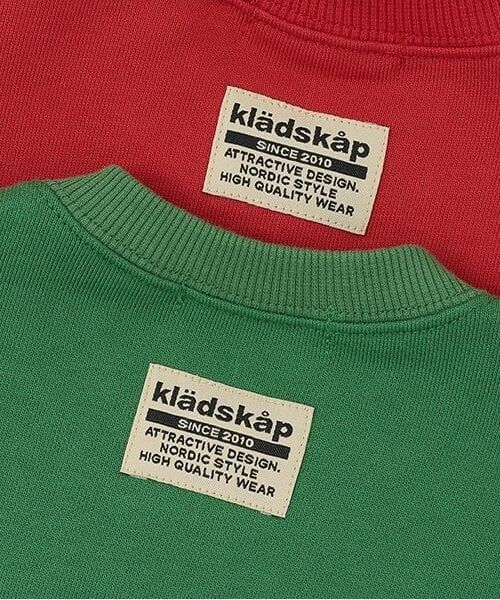 klädskåp
SINCE 2010
ATTRACTIVE DESIGN.
NORDIC STYLE
HIGH QUALITY WEAR
klädskåp
SINCE 2010
ATTRACTIVE DESIGN.
NORDIC STYLE
HIGH QUALITY WEAR